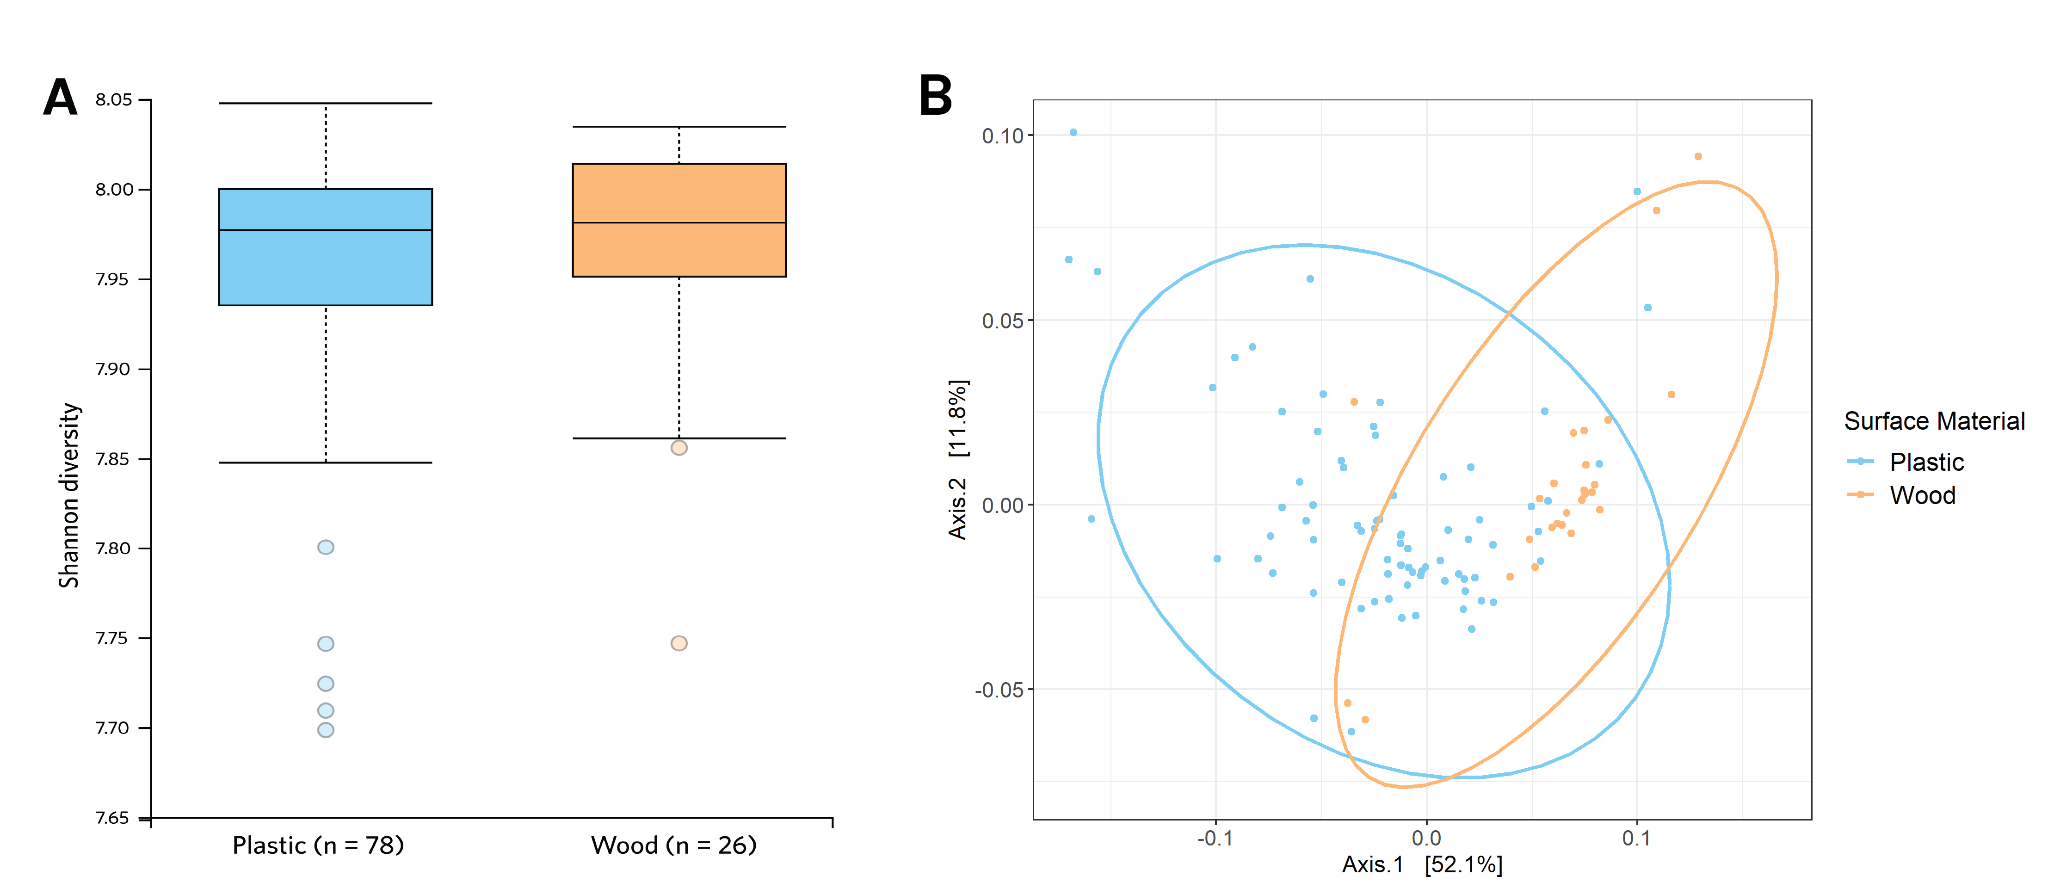 A
8.05
8.00
7.95
7.90
7.85
7.80
7.75
7.70
7.65
Shannon diversity
Plastic (n = 78)
Wood (n = 26)
B
0.10
0.05
0.00
-0.05
Axis.2 [11.8%]
-0.1
0.0
0.1
Axis.1 [52.1%]
Surface Material
Plastic
Wood